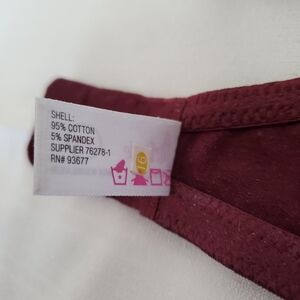 SHELL:
95% COTTON
5% SPANDEX
SUPPLIER 76278-1
RN# 93677